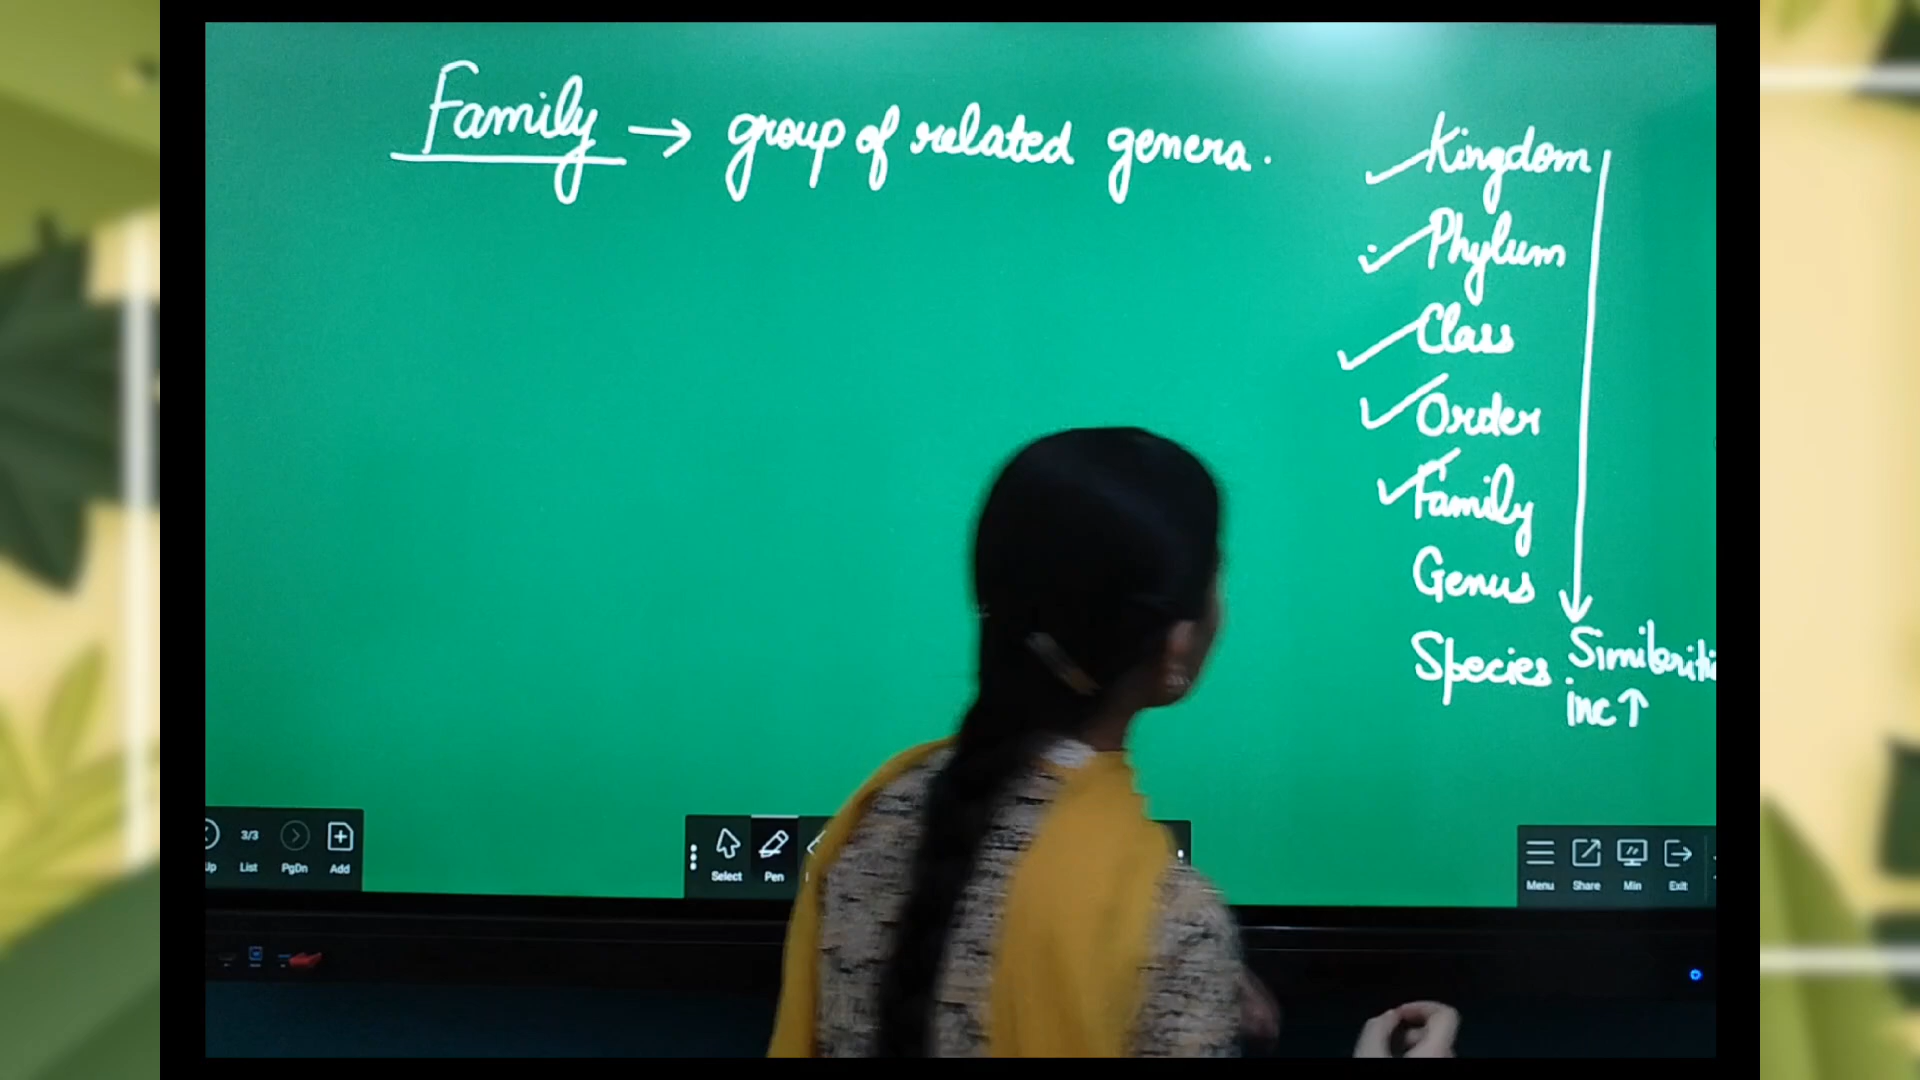 Family → group of related genera.
Kingdom
Phylum
Class
Order
Family
Genus
Species
inc ↑
3/3
List
PgDn
Add
Select
Pen
Menu
Share
Min
Exit